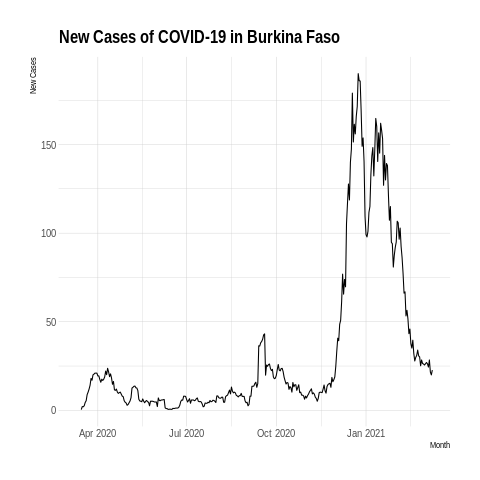 New Cases of COVID-19 in Burkina Faso
New Cases
150
100
50
0
Apr 2020 Jul 2020 Oct 2020 Jan 2021
Month